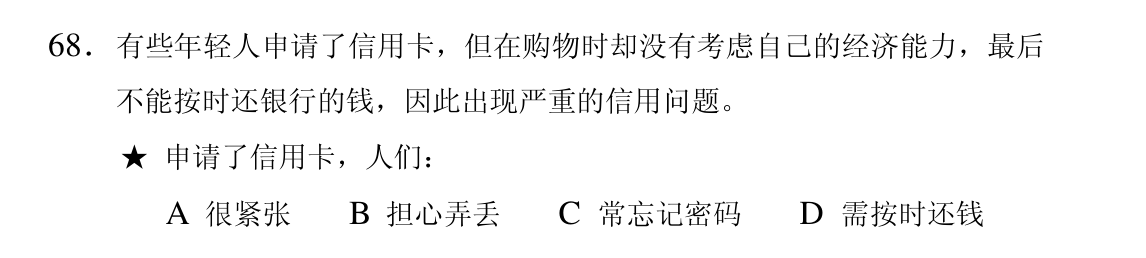 68．有些年轻人申请了信用卡，但在购物时却没有考虑自己的经济能力，最后
不能按时还银行的钱，因此出现严重的信用问题。
★ 申请了信用卡，人们：
A 很紧张 B 担心弄丢 C 常忘记密码 D 需按时还钱